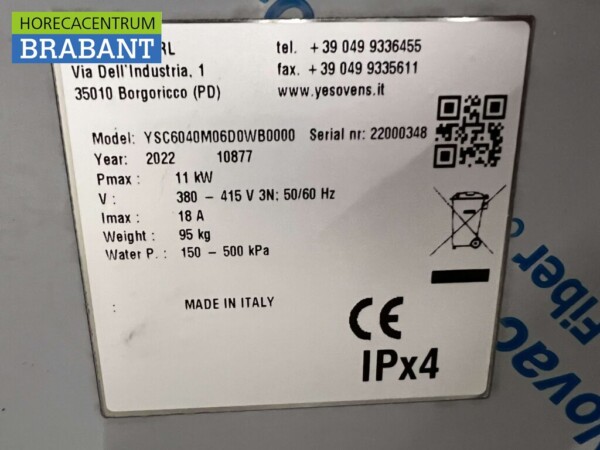 HORECACENTRUM
BRABANT
RL
Via Dell'Industria, 1
35010 Borgoricco (PD)
tel. +39 049 9336455
fax. +39 049 9335611
www.yesovens.it
Model: YSC6040M06D0WB0000 Serial nr: 22000348
Year: 2022 10877
Pmax : 11 kW
V : 380 - 415 V 3N; 50/60 Hz
Imax : 18 A
Weight : 95 kg
Water P. : 150 - 500 kPa
: MADE IN ITALY
CE
IPx4
Fiber